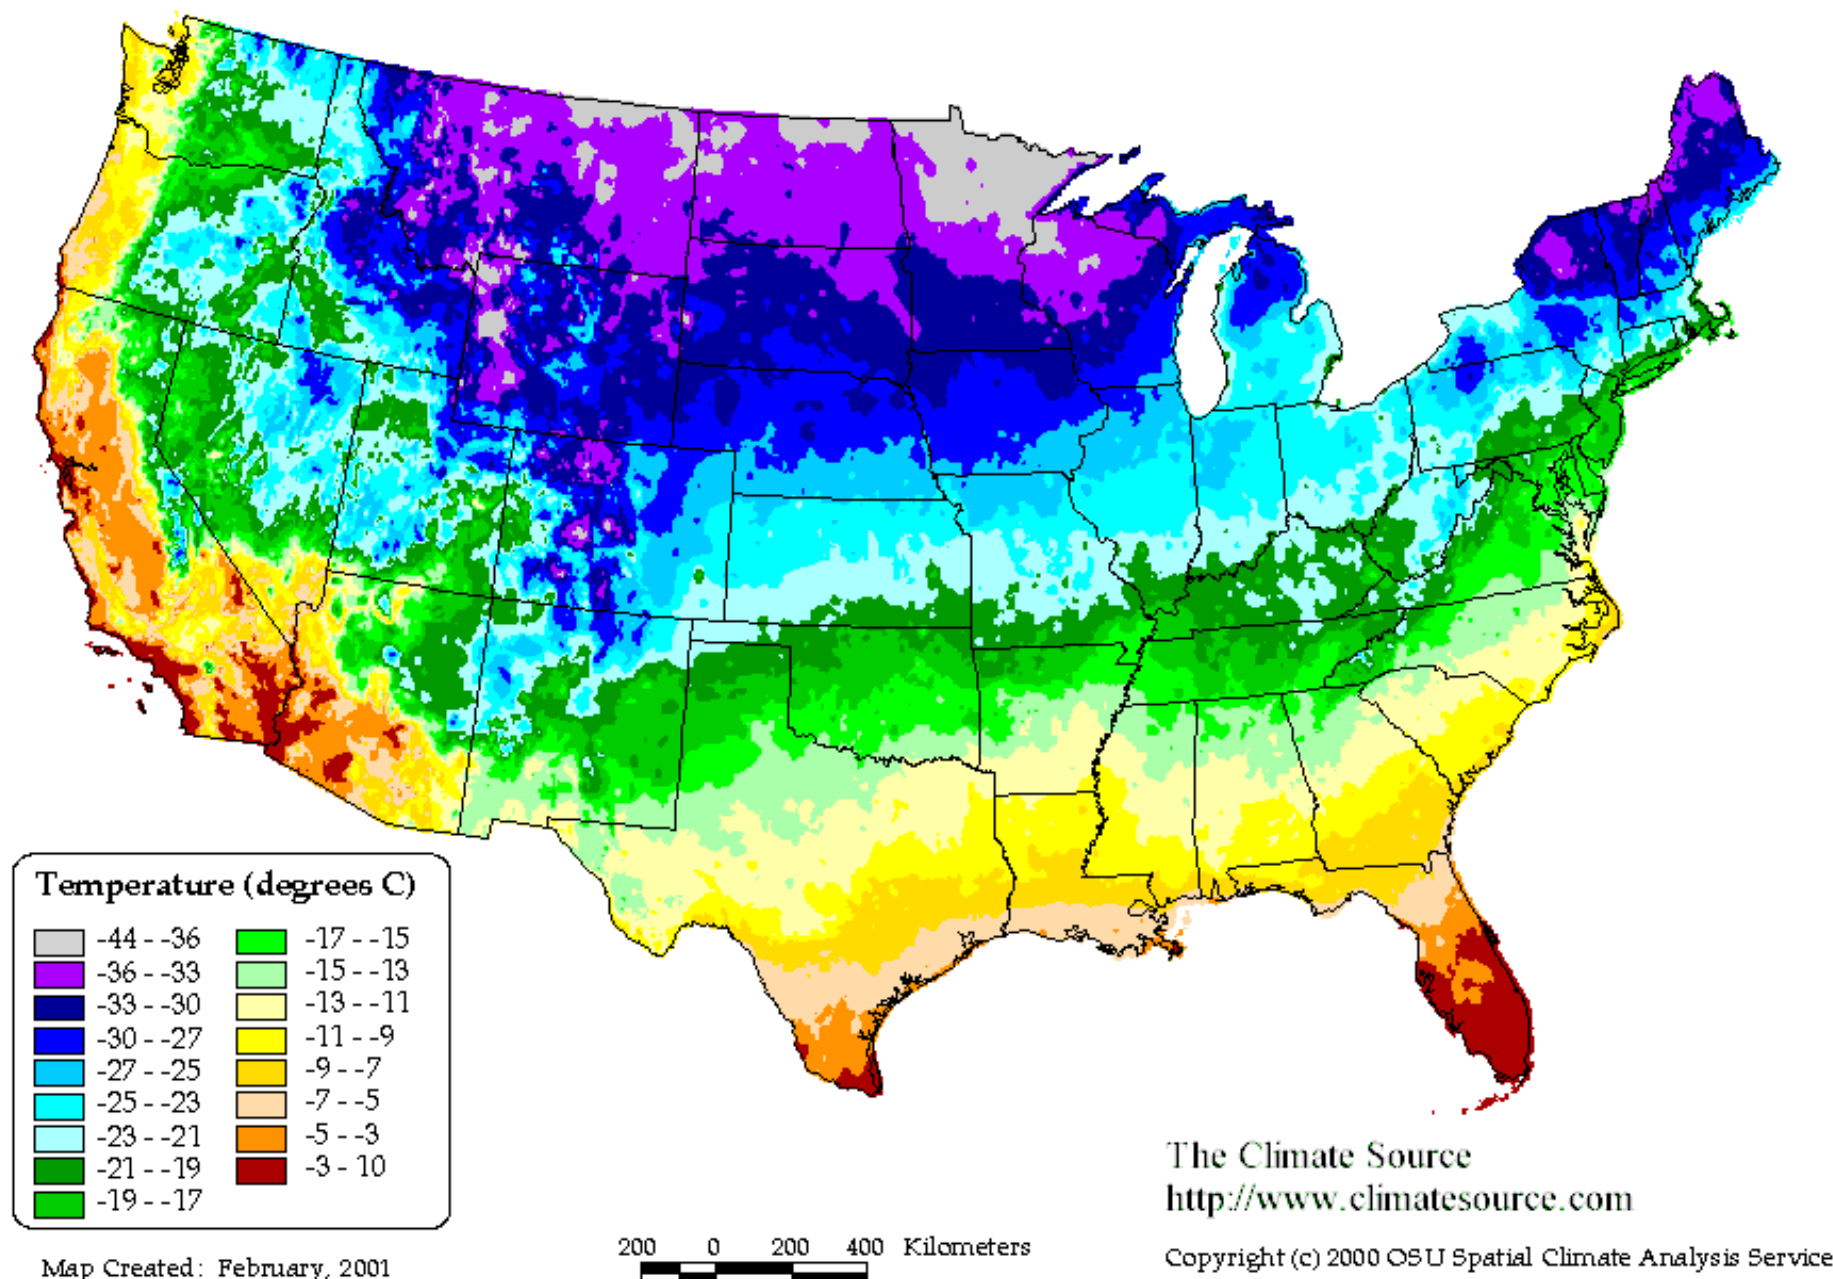 Temperature (degrees C)
-44 - -36
-36 - -33
-33 - -30
-30 - -27
-27 - -25
-25 - -23
-23 - -21
-21 - -19
-19 - -17
-17 - -15
-15 - -13
-13 - -11
-11 - -9
-9 - -7
-7 - -5
-5 - -3
-3 - 10
Map Created: February, 2001
200 0 200 400 Kilometers
The Climate Source
http://www.climatesource.com
Copyright (c) 2000 OSU Spatial Climate Analysis Service